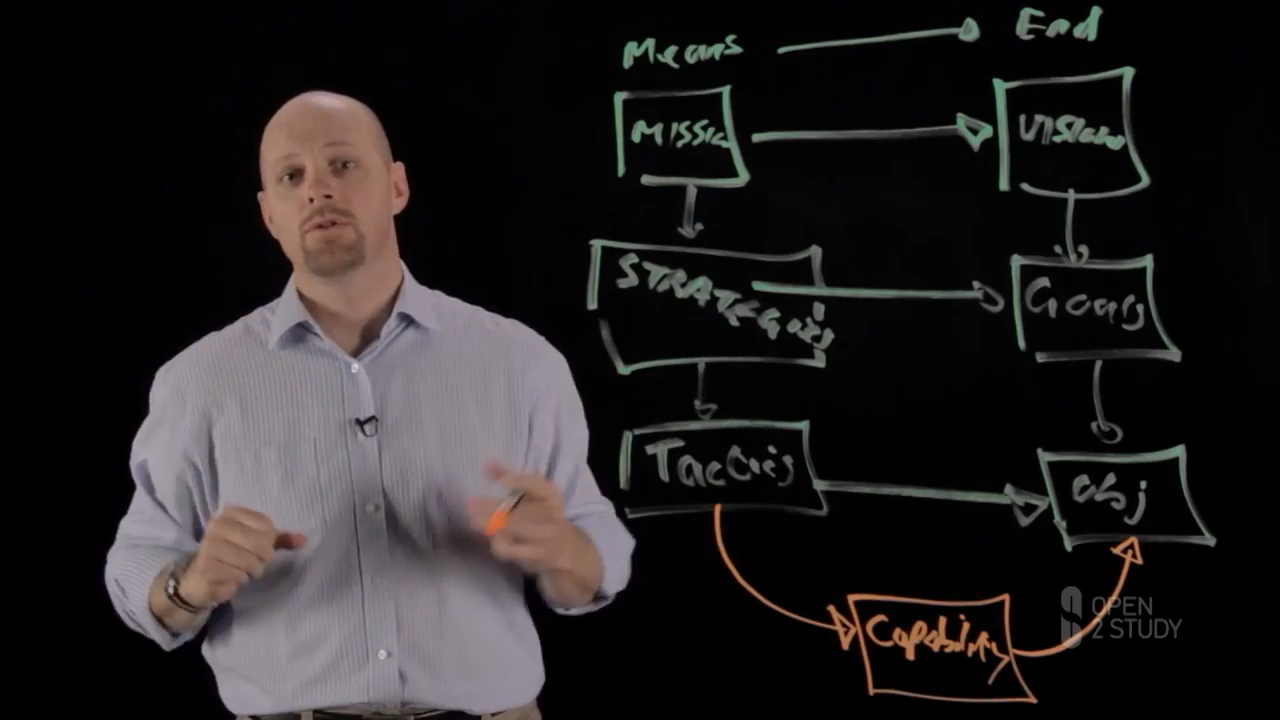 Means
End
MISSION
VISION
STRATEGIES
Goals
Tactics
obj
Capability
OPEN
2 STUDY